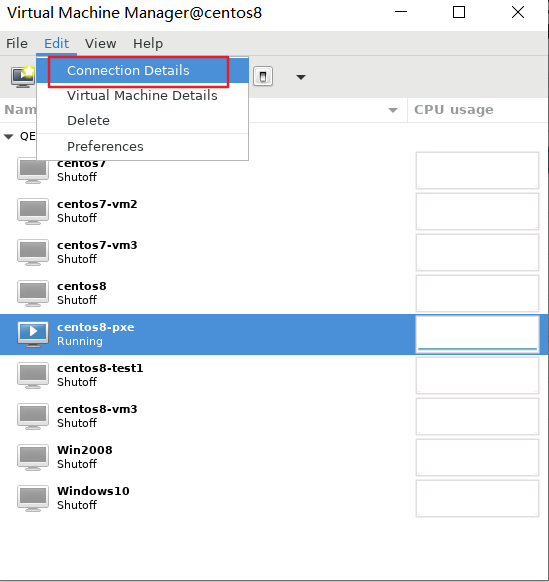 Virtual Machine Manager@centos8
File Edit View Help
Connection Details
Virtual Machine Details
Delete
Preferences
Nam
CPU usage
QE
centos7
Shutoff
centos7-vm2
Shutoff
centos7-vm3
Shutoff
centos8
Shutoff
centos8-pxe
Running
centos8-test1
Shutoff
centos8-vm3
Shutoff
Win2008
Shutoff
Windows10
Shutoff